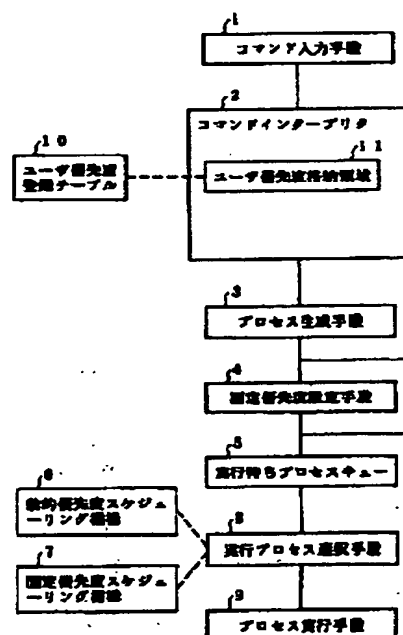 1
コマンド入力手段
2
コマンドインタープリタ
10
11
ユーザ優先度
登録テーブル
ユーザ優先度格納領域
3
プロセス生成手段
4
固定優先度設定手段
5
実行待ちプロセスキュー
6
動的優先度スケジュ
ーリング機構
8
実行プロセス選択手段
7
固定優先度スケジュ
ーリング機構
9
プロセス実行手段